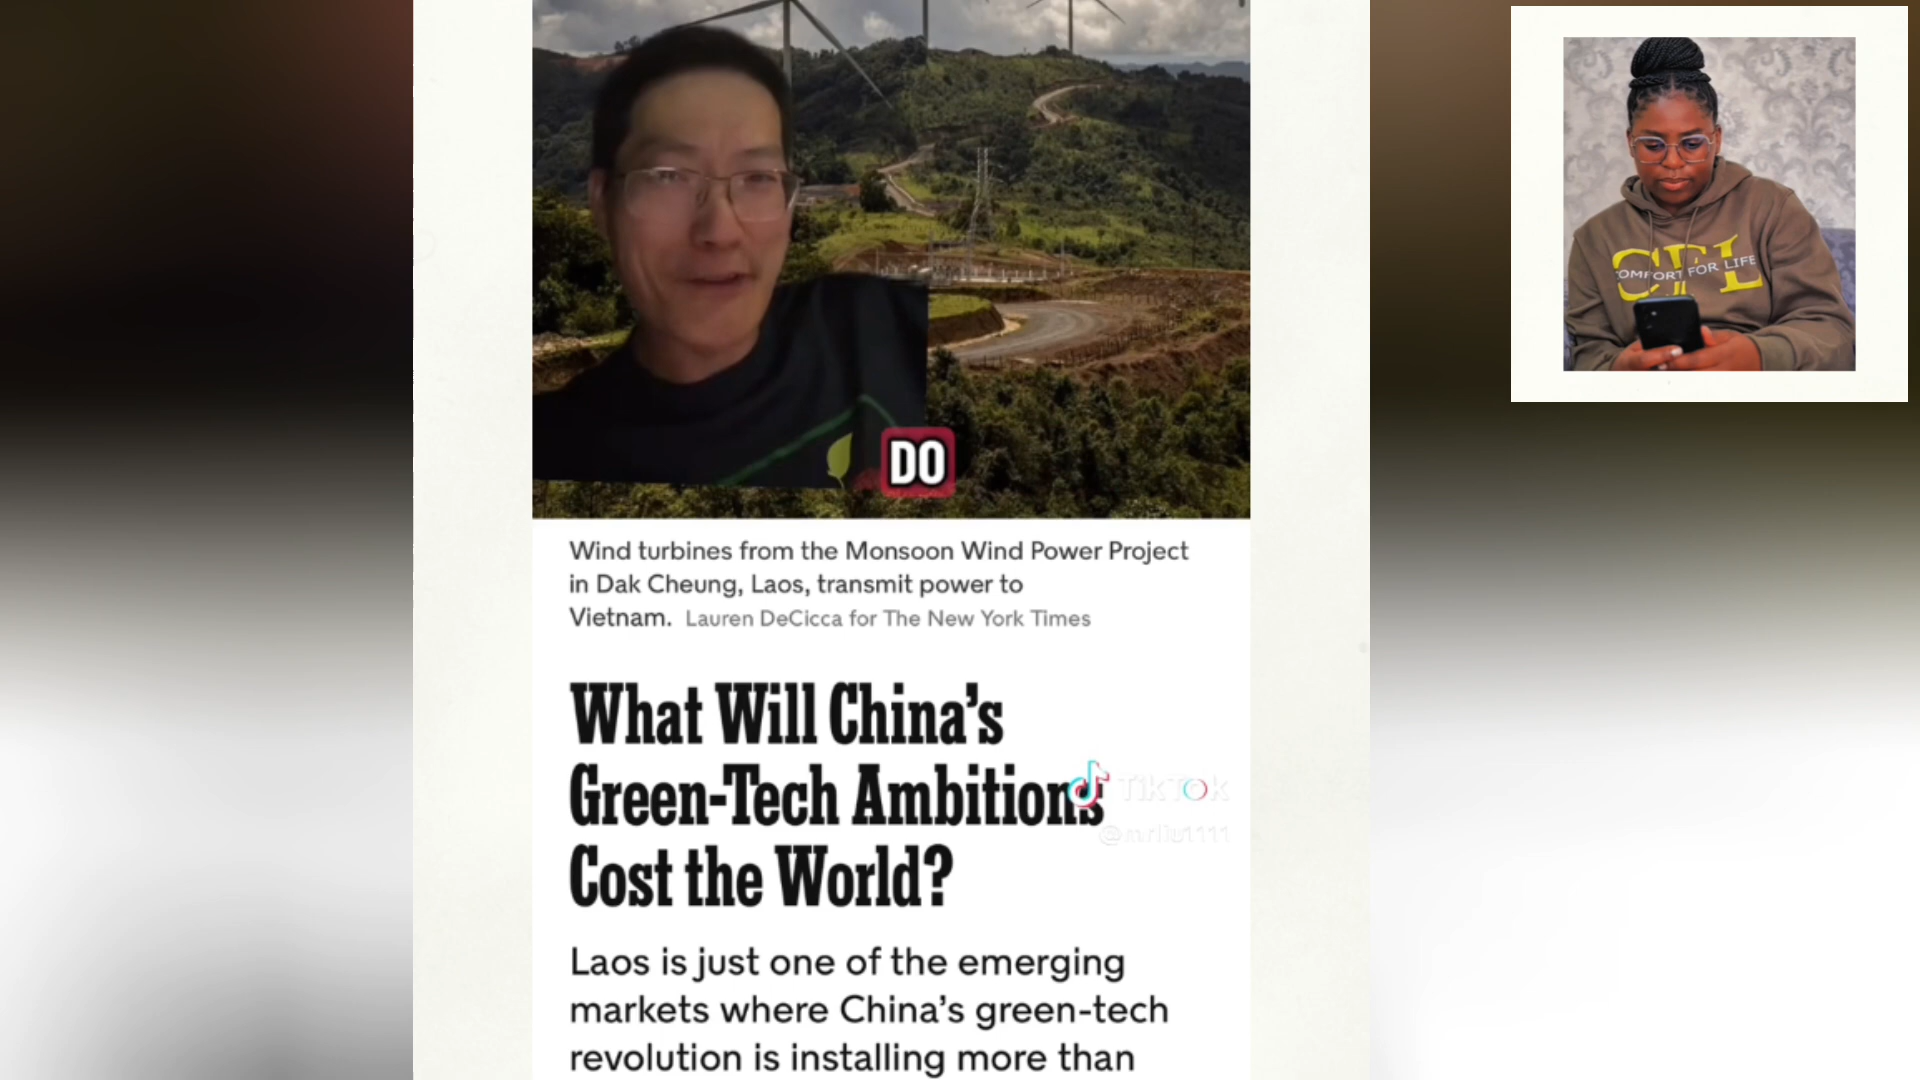 DO
Wind turbines from the Monsoon Wind Power Project
in Dak Cheung, Laos, transmit power to
Vietnam. Lauren DeCicca for The New York Times
What Will China's
Green-Tech Ambitions
Cost the World?
TikTok
@mrliu1111
Laos is just one of the emerging
markets where China's green-tech
revolution is installing more than
COMFORT FOR LIFE